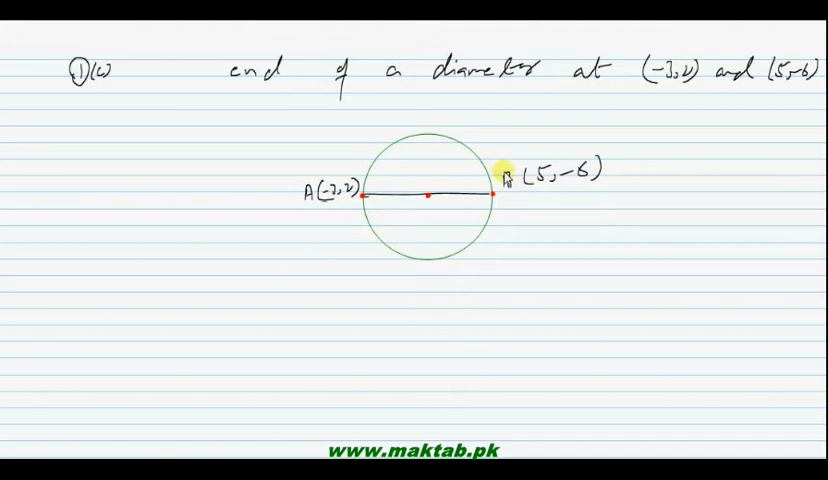 ①(c) end of a diameter at (-3,2) and (5,-6)
A(-3,2) (5,-6)
www.maktab.pk